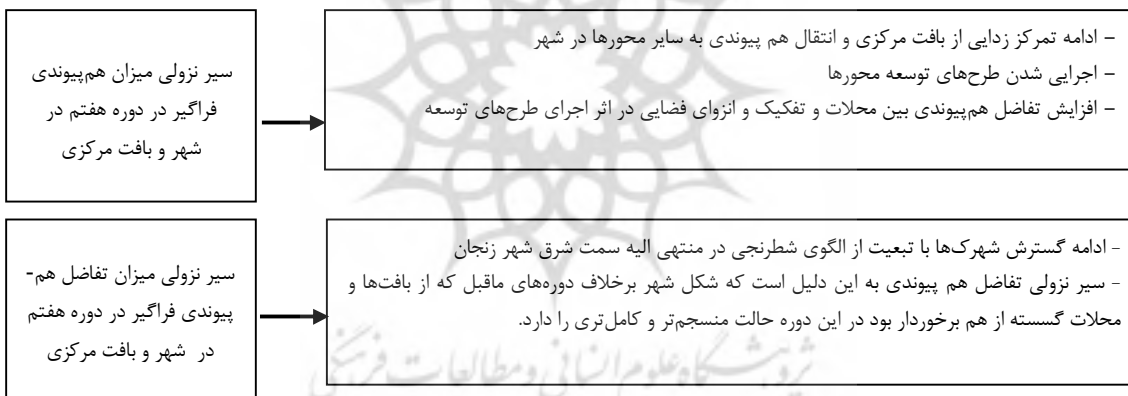 سیر نزولی میزان هم‌پیوندی
فراگیر در دوره هفتم در
شهر و بافت مرکزی
– ادامه تمرکز زدایی از بافت مرکزی و انتقال هم پیوندی به سایر محورها در شهر
– اجرایی شدن طرح‌های توسعه محورها
– افزایش تفاضل هم‌پیوندی بین محلات و تفکیک و انزوای فضایی در اثر اجرای طرح‌های توسعه
سیر نزولی میزان تفاضل هم-
پیوندی فراگیر در دوره هفتم
در شهر و بافت مرکزی
- ادامه گسترش شهرک‌ها با تبعیت از الگوی شطرنجی در منتهی الیه سمت شرق شهر زنجان
- سیر نزولی تفاضل هم پیوندی به این دلیل است که شکل شهر برخلاف دوره‌های ماقبل که از بافت‌ها و
محلات گسسته از هم برخوردار بود در این دوره حالت منسجم‌تر و کامل‌تری را دارد.
پژوهشگاه علوم انسانی و مطالعات فرهنگی